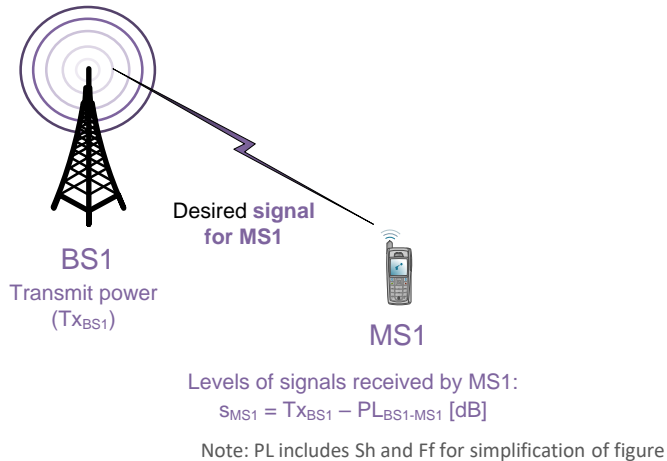 Desired signal
for MS1
BS1
Transmit power
(TxBS1)
MS1
Levels of signals received by MS1:
sMS1 = TxBS1 – PLBS1-MS1 [dB]
Note: PL includes Sh and Ff for simplification of figure